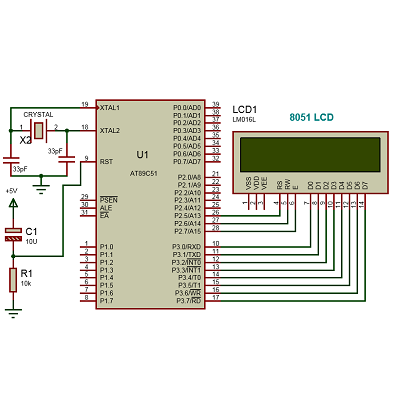 8051 LCD
LCD1
LM016L
CRYSTAL
X2
1
2
33pF
33pF
+5V
C1
10U
R1
10k
U1
AT89C51
19 XTAL1
18 XTAL2
9 RST
29 PSEN
30 ALE
31 EA
1 P1.0
2 P1.1
3 P1.2
4 P1.3
5 P1.4
6 P1.5
7 P1.6
8 P1.7
P0.0/AD0 39
P0.1/AD1 38
P0.2/AD2 37
P0.3/AD3 36
P0.4/AD4 35
P0.5/AD5 34
P0.6/AD6 33
P0.7/AD7 32
P2.0/A8 21
P2.1/A9 22
P2.2/A10 23
P2.3/A11 24
P2.4/A12 25
P2.5/A13 26
P2.6/A14 27
P2.7/A15 28
P3.0/RXD 10
P3.1/TXD 11
P3.2/INT0 12
P3.3/INT1 13
P3.4/T0 14
P3.5/T1 15
P3.6/WR 16
P3.7/RD 17
VSS VDD VEE RS RW E D0 D1 D2 D3 D4 D5 D6 D7
1 2 3 4 5 6 7 8 9 10 11 12 13 14